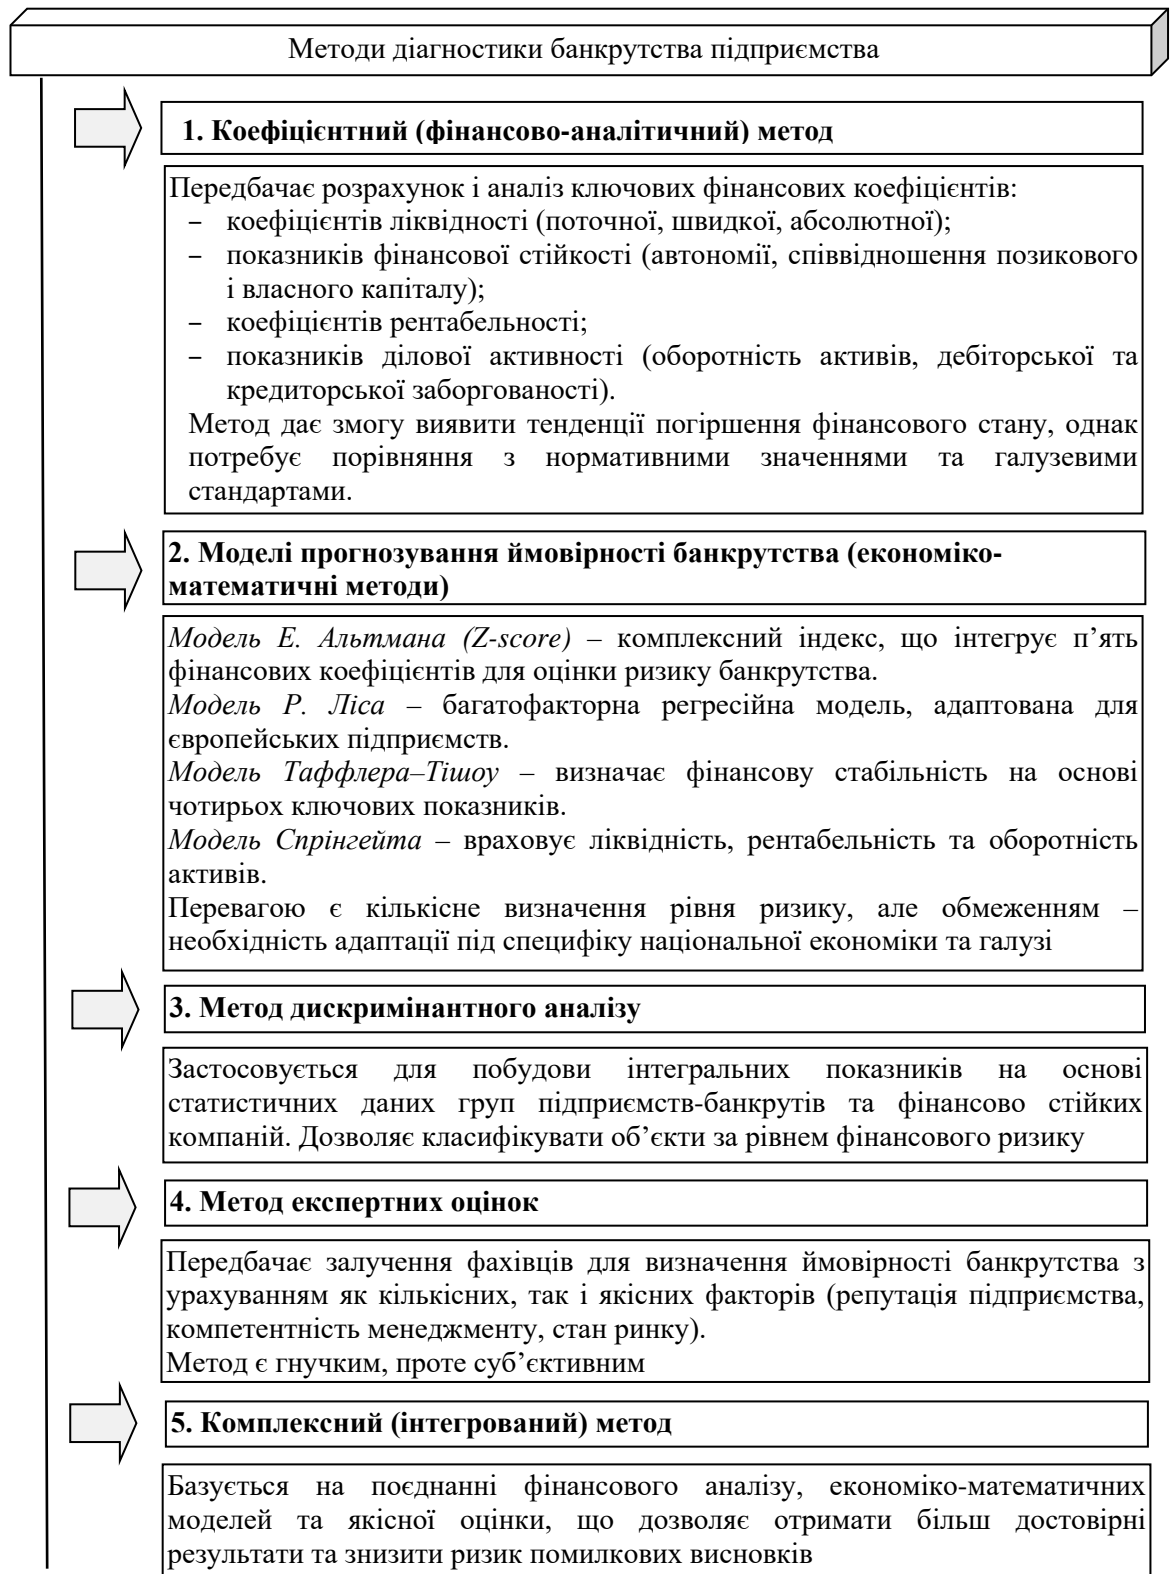 Методи діагностики банкрутства підприємства
1. Коефіцієнтний (фінансово-аналітичний) метод
Передбачає розрахунок і аналіз ключових фінансових коефіцієнтів:
− коефіцієнтів ліквідності (поточної, швидкої, абсолютної);
− показників фінансової стійкості (автономії, співвідношення позикового
і власного капіталу);
− коефіцієнтів рентабельності;
− показників ділової активності (оборотність активів, дебіторської та
кредиторської заборгованості).
Метод дає змогу виявити тенденції погіршення фінансового стану, однак
потребує порівняння з нормативними значеннями та галузевими
стандартами.
2. Моделі прогнозування ймовірності банкрутства (економіко-
математичні методи)
Модель Е. Альтмана (Z-score) – комплексний індекс, що інтегрує п’ять
фінансових коефіцієнтів для оцінки ризику банкрутства.
Модель Р. Ліса – багатофакторна регресійна модель, адаптована для
європейських підприємств.
Модель Таффлера–Тішоу – визначає фінансову стабільність на основі
чотирьох ключових показників.
Модель Спрінгейта – враховує ліквідність, рентабельність та оборотність
активів.
Перевагою є кількісне визначення рівня ризику, але обмеженням –
необхідність адаптації під специфіку національної економіки та галузі
3. Метод дискримінантного аналізу
Застосовується для побудови інтегральних показників на основі
статистичних даних груп підприємств-банкрутів та фінансово стійких
компаній. Дозволяє класифікувати об’єкти за рівнем фінансового ризику
4. Метод експертних оцінок
Передбачає залучення фахівців для визначення ймовірності банкрутства з
урахуванням як кількісних, так і якісних факторів (репутація підприємства,
компетентність менеджменту, стан ринку).
Метод є гнучким, проте суб’єктивним
5. Комплексний (інтегрований) метод
Базується на поєднанні фінансового аналізу, економіко-математичних
моделей та якісної оцінки, що дозволяє отримати більш достовірні
результати та знизити ризик помилкових висновків